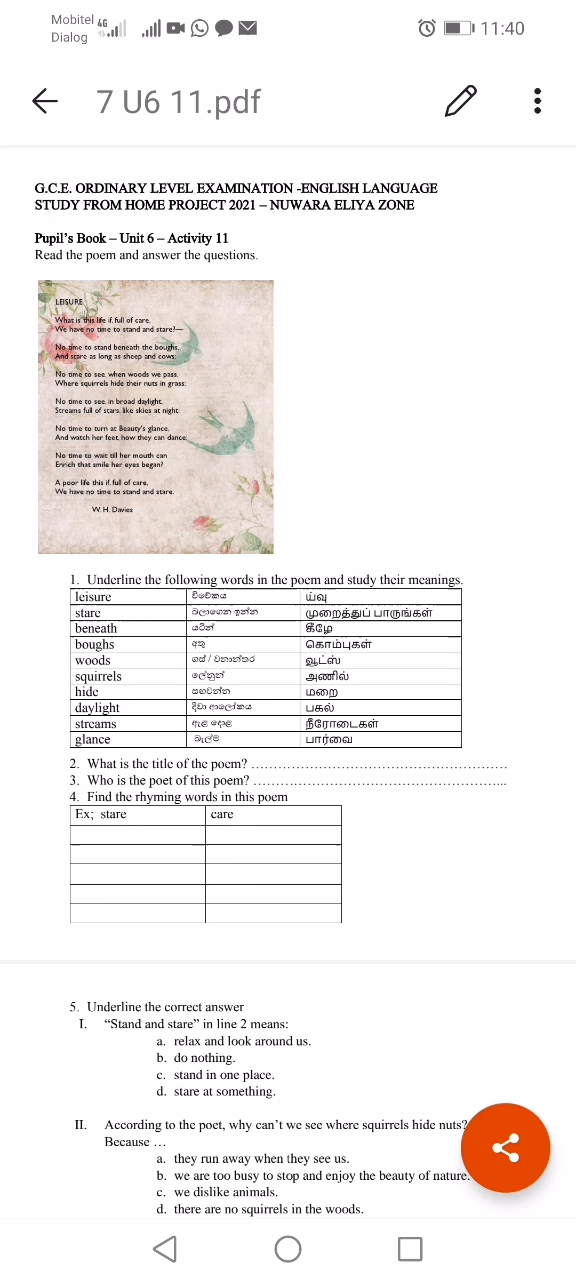 Mobitel 4G
Dialog
11:40
7 U6 11.pdf
G.C.E. ORDINARY LEVEL EXAMINATION -ENGLISH LANGUAGE
STUDY FROM HOME PROJECT 2021 – NUWARA ELIYA ZONE
Pupil's Book – Unit 6 – Activity 11
Read the poem and answer the questions.
LEISURE
What is this life if, full of care,
We have no time to stand and stare?—
No time to stand beneath the boughs,
And stare as long as sheep and cows:
No time to see, when woods we pass,
Where squirrels hide their nuts in grass:
No time to see, in broad daylight,
Streams full of stars, like skies at night:
No time to turn at Beauty's glance,
And watch her feet, how they can dance:
No time to wait till her mouth can
Enrich that smile her eyes began?
A poor life this if, full of care,
We have no time to stand and stare.
W. H. Davies
1. Underline the following words in the poem and study their meanings.
leisure විවේකය ய்வு
stare බලාගෙන ඉන්න முறைத்துப் பாருங்கள்
beneath යටින් கீழே
boughs අතු கொம்புகள்
woods ගස් / වනාන්තර வூட்ஸ்
squirrels ලේනුන් அணில்
hide සඟවන්න மறை
daylight දිවා ආලෝකය பகல்
streams ඇළ දොළ நீரோடைகள்
glance බැල්ම பார்வை
2. What is the title of the poem? ……………………………………………………
3. Who is the poet of this poem? …………………………………………………...
4. Find the rhyming words in this poem
Ex; stare care
5. Underline the correct answer
I. “Stand and stare” in line 2 means:
a. relax and look around us.
b. do nothing.
c. stand in one place.
d. stare at something.
II. According to the poet, why can't we see where squirrels hide nuts?
Because …
a. they run away when they see us.
b. we are too busy to stop and enjoy the beauty of nature.
c. we dislike animals.
d. there are no squirrels in the woods.